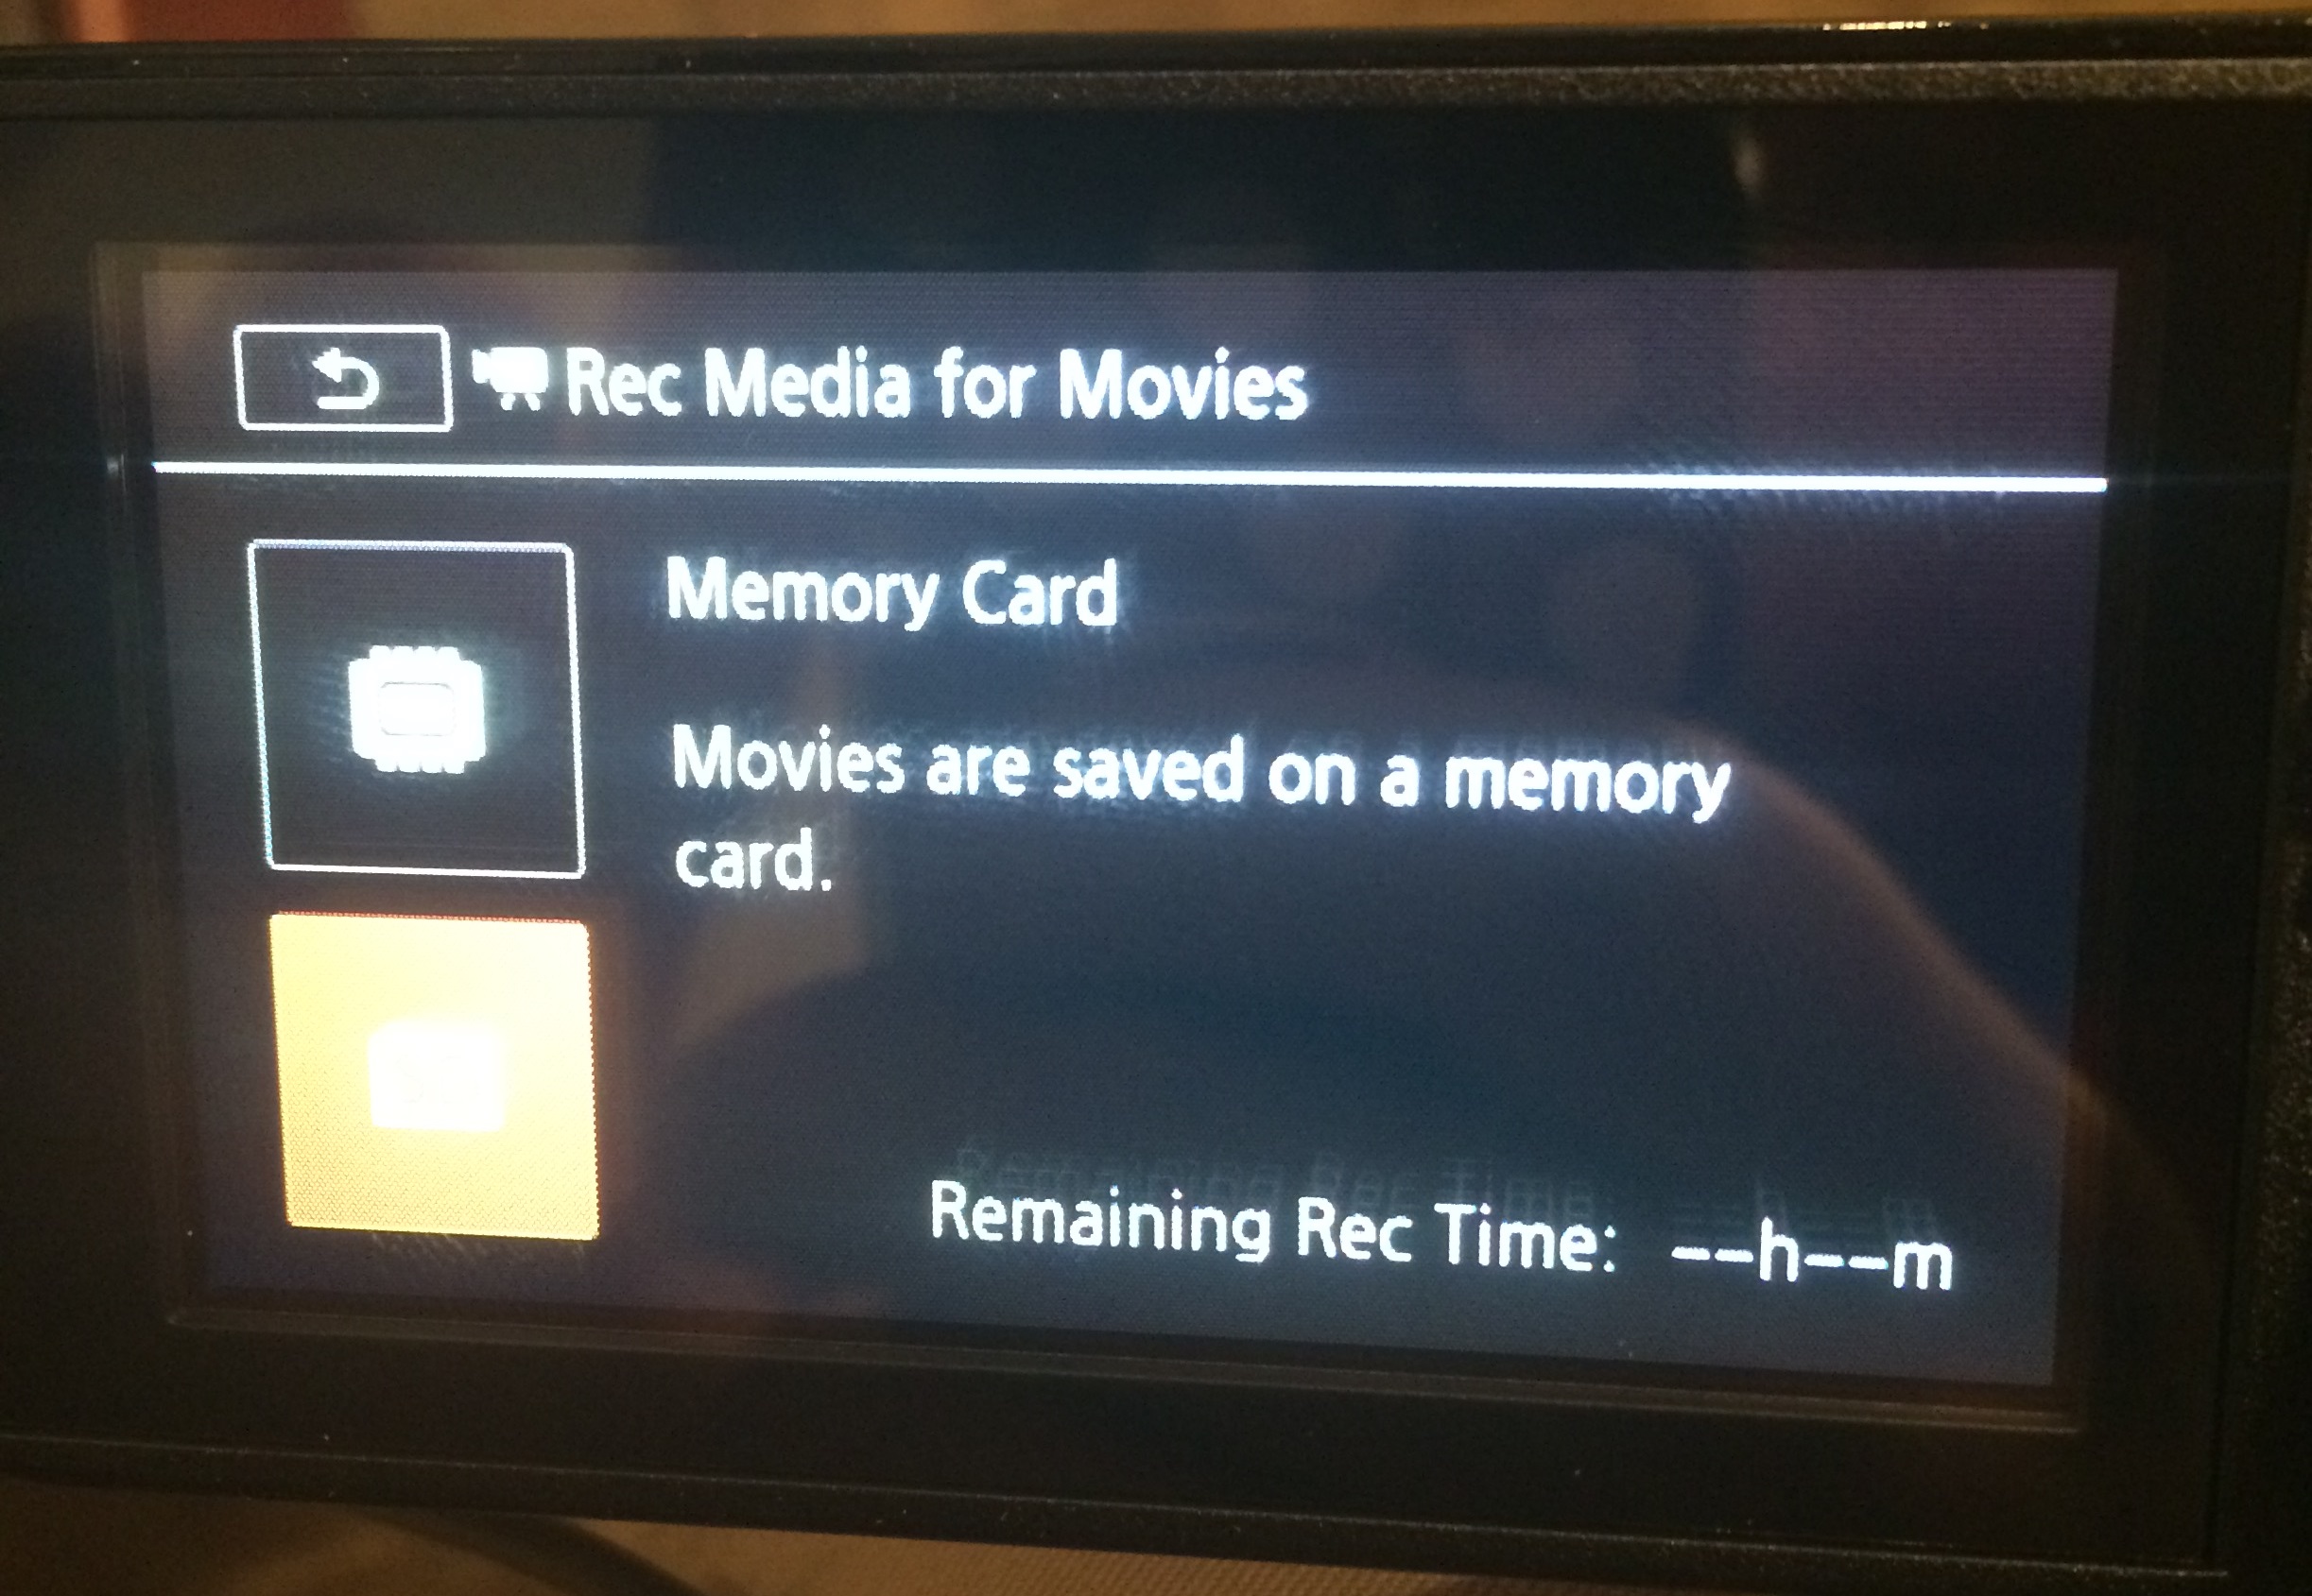 Rec Media for Movies
Memory Card
Movies are saved on a memory
card.
Remaining Rec Time: --h--m